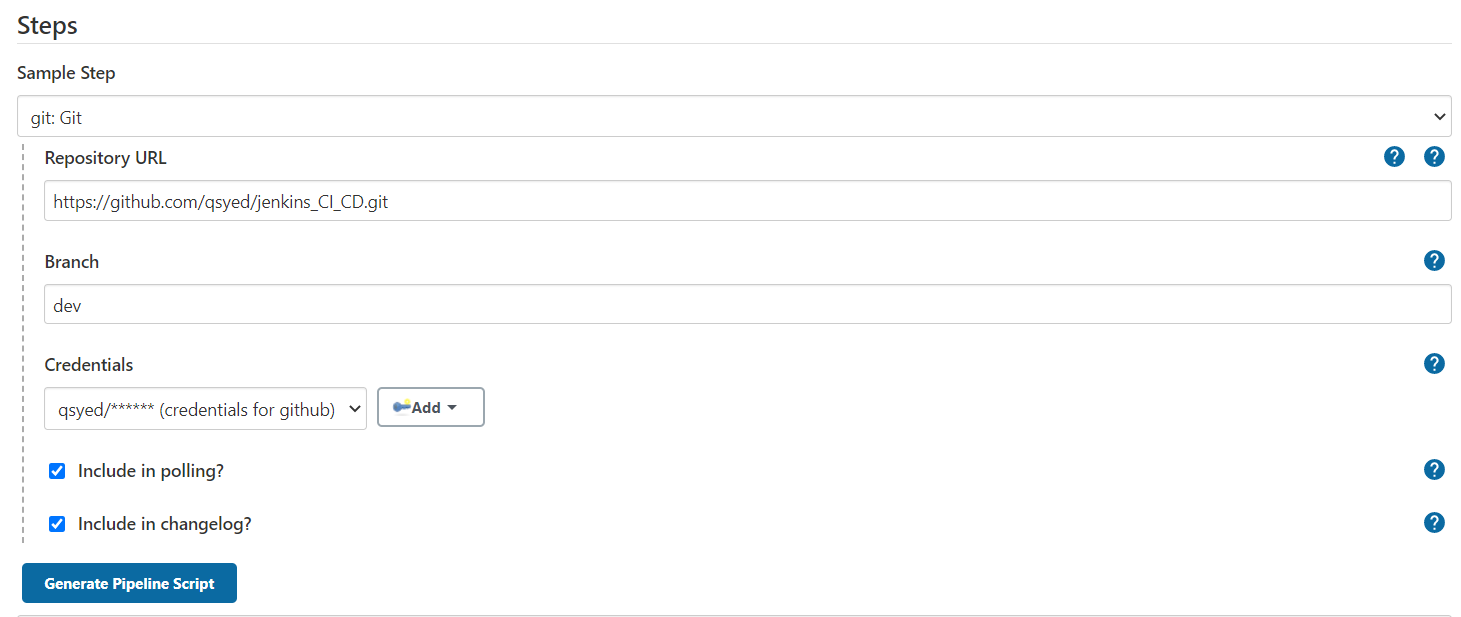 Steps
Sample Step
git: Git
Repository URL
? ?
https://github.com/qsyed/jenkins_CI_CD.git
Branch
?
dev
Credentials
?
qsyed/****** (credentials for github)
Add
Include in polling?
?
Include in changelog?
?
Generate Pipeline Script